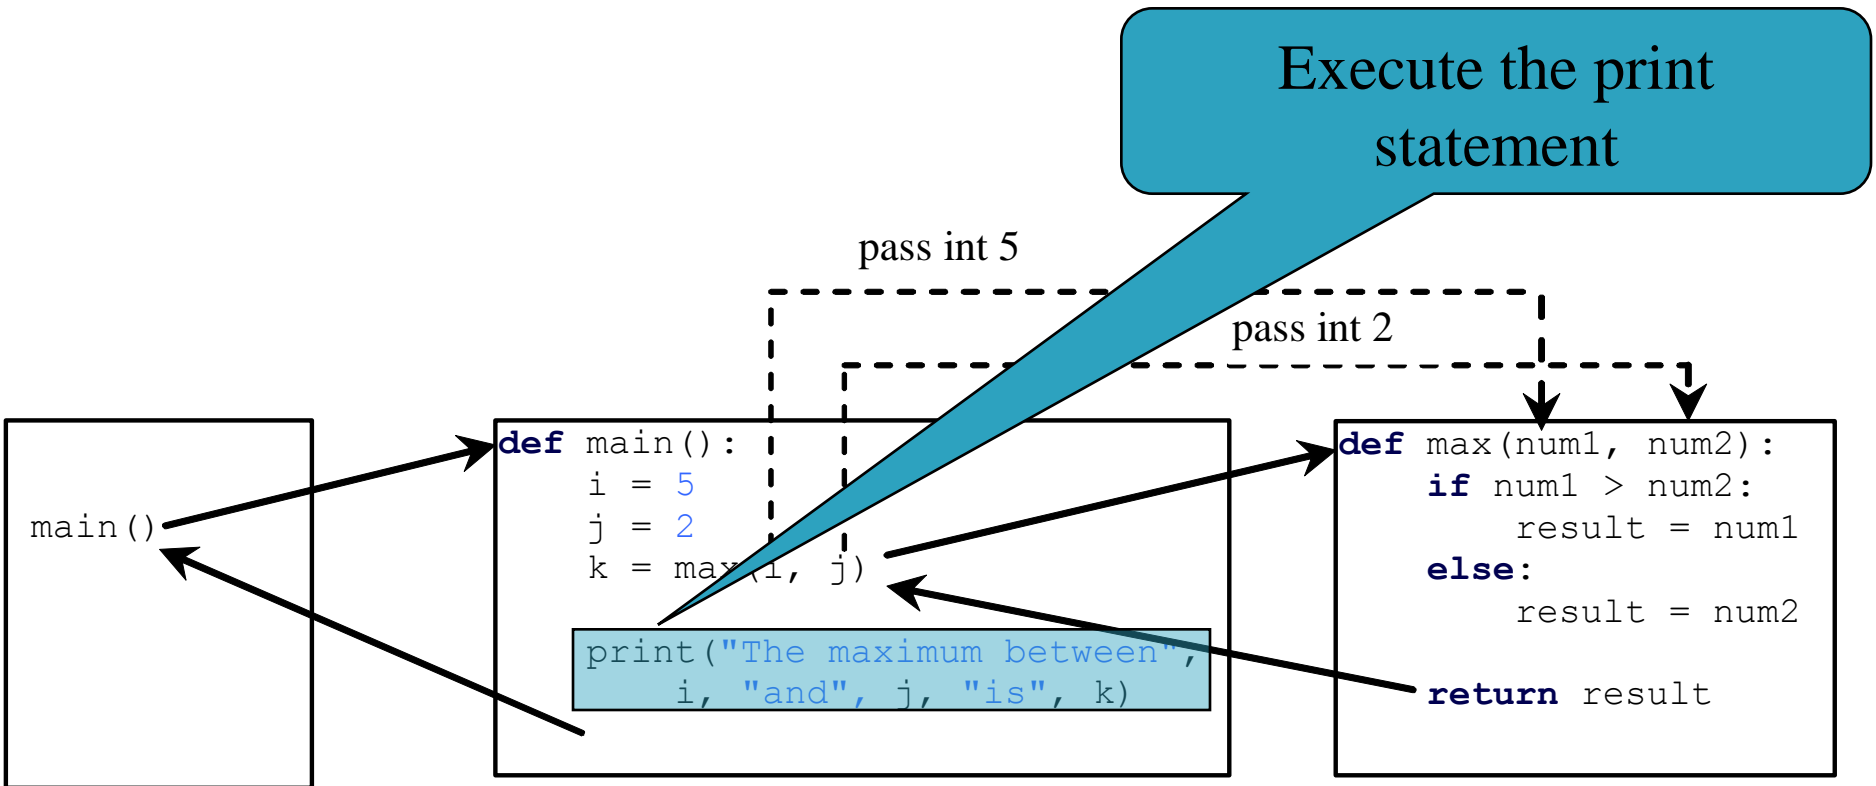 Execute the print
statement
pass int 5
pass int 2
main()
def main():
    i = 5
    j = 2
    k = max(i, j)
    print("The maximum between",
        i, "and", j, "is", k)
def max(num1, num2):
    if num1 > num2:
        result = num1
    else:
        result = num2
    return result